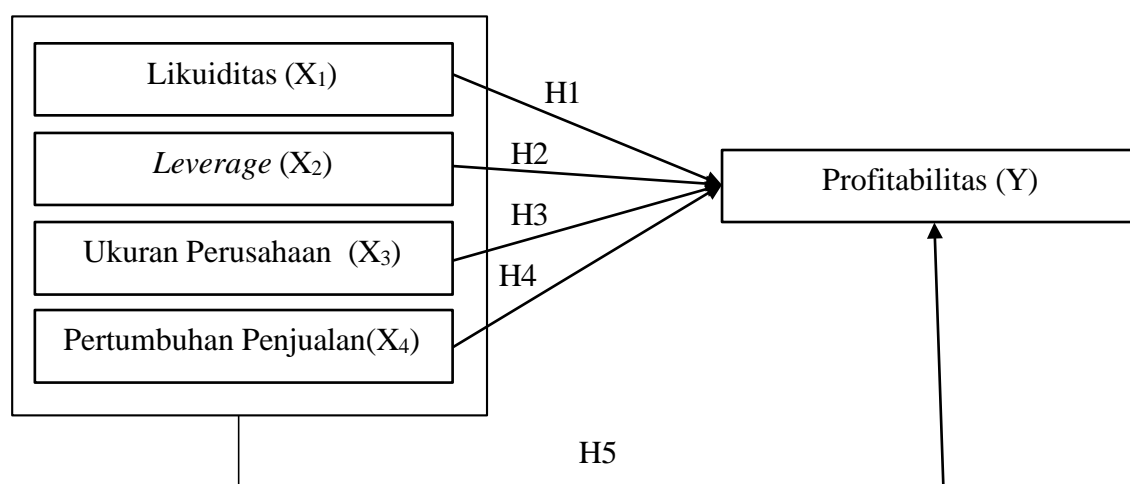 Likuiditas (X₁)
H1
Leverage (X₂)
H2
Profitabilitas (Y)
H3
Ukuran Perusahaan (X₃)
H4
Pertumbuhan Penjualan(X₄)
H5